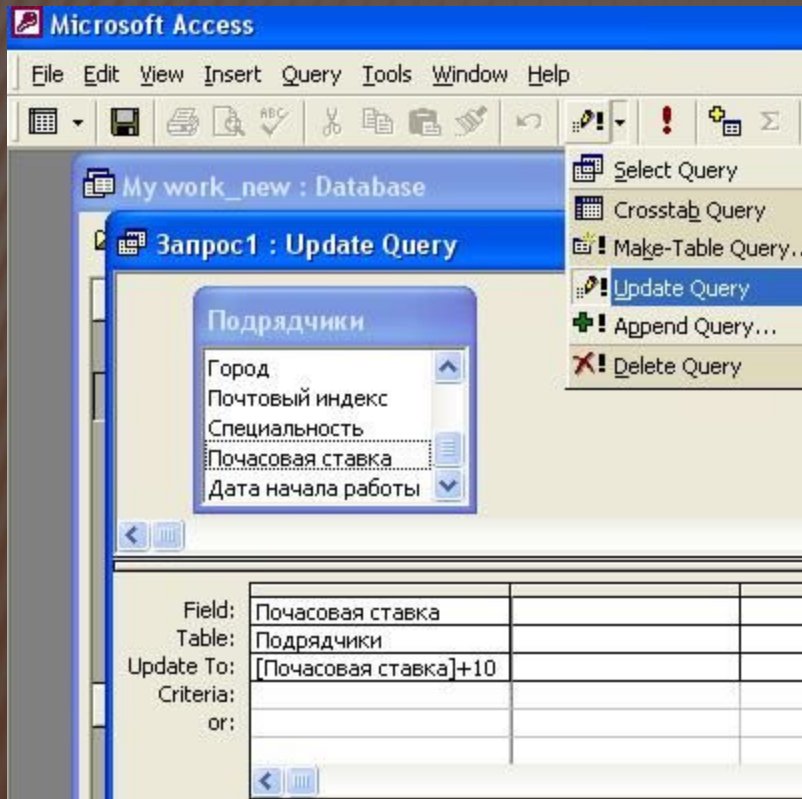 Microsoft Access
File Edit View Insert Query Tools Window Help
ABC
My work_new : Database
Select Query
Crosstab Query
Make-Table Query..
Update Query
Append Query...
Delete Query
Запрос1 : Update Query
Подрядчики
Город
Почтовый индекс
Специальность
Почасовая ставка
Дата начала работы
Field: Почасовая ставка
Table: Подрядчики
Update To: [Почасовая ставка]+10
Criteria:
or: